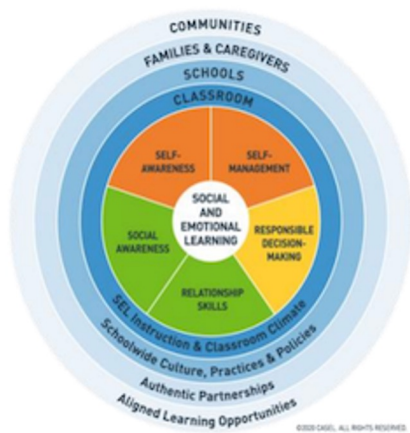 COMMUNITIES
FAMILIES & CAREGIVERS
SCHOOLS
CLASSROOM
SELF-
AWARENESS
SELF-
MANAGEMENT
SOCIAL
AND
EMOTIONAL
LEARNING
SOCIAL
AWARENESS
RESPONSIBLE
DECISION-
MAKING
RELATIONSHIP
SKILLS
SEL Instruction & Classroom Climate
Schoolwide Culture, Practices & Policies
Authentic Partnerships
Aligned Learning Opportunities
©2020 CASEL. ALL RIGHTS RESERVED.